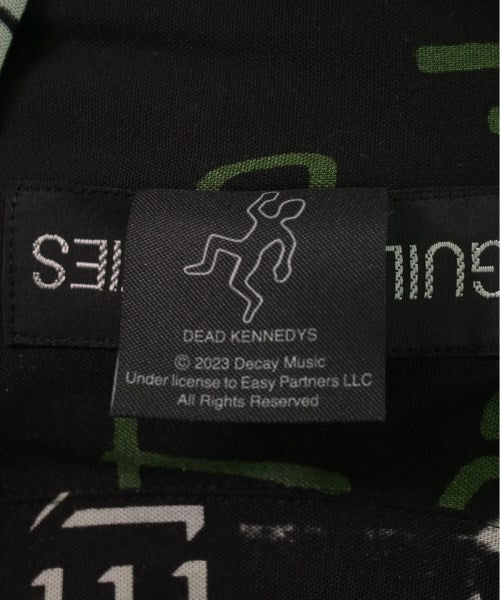 DEAD KENNEDYS
© 2023 Decay Music
Under license to Easy Partners LLC
All Rights Reserved